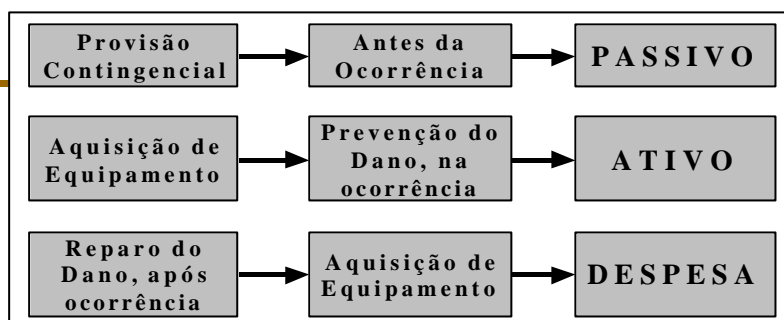 Provisão
Contingencial
Antes da
Ocorrência
PASSIVO
Aquisição de
Equipamento
Prevenção do
Dano, na
ocorrência
ATIVO
Reparo do
Dano, após
ocorrência
Aquisição de
Equipamento
DESPESA